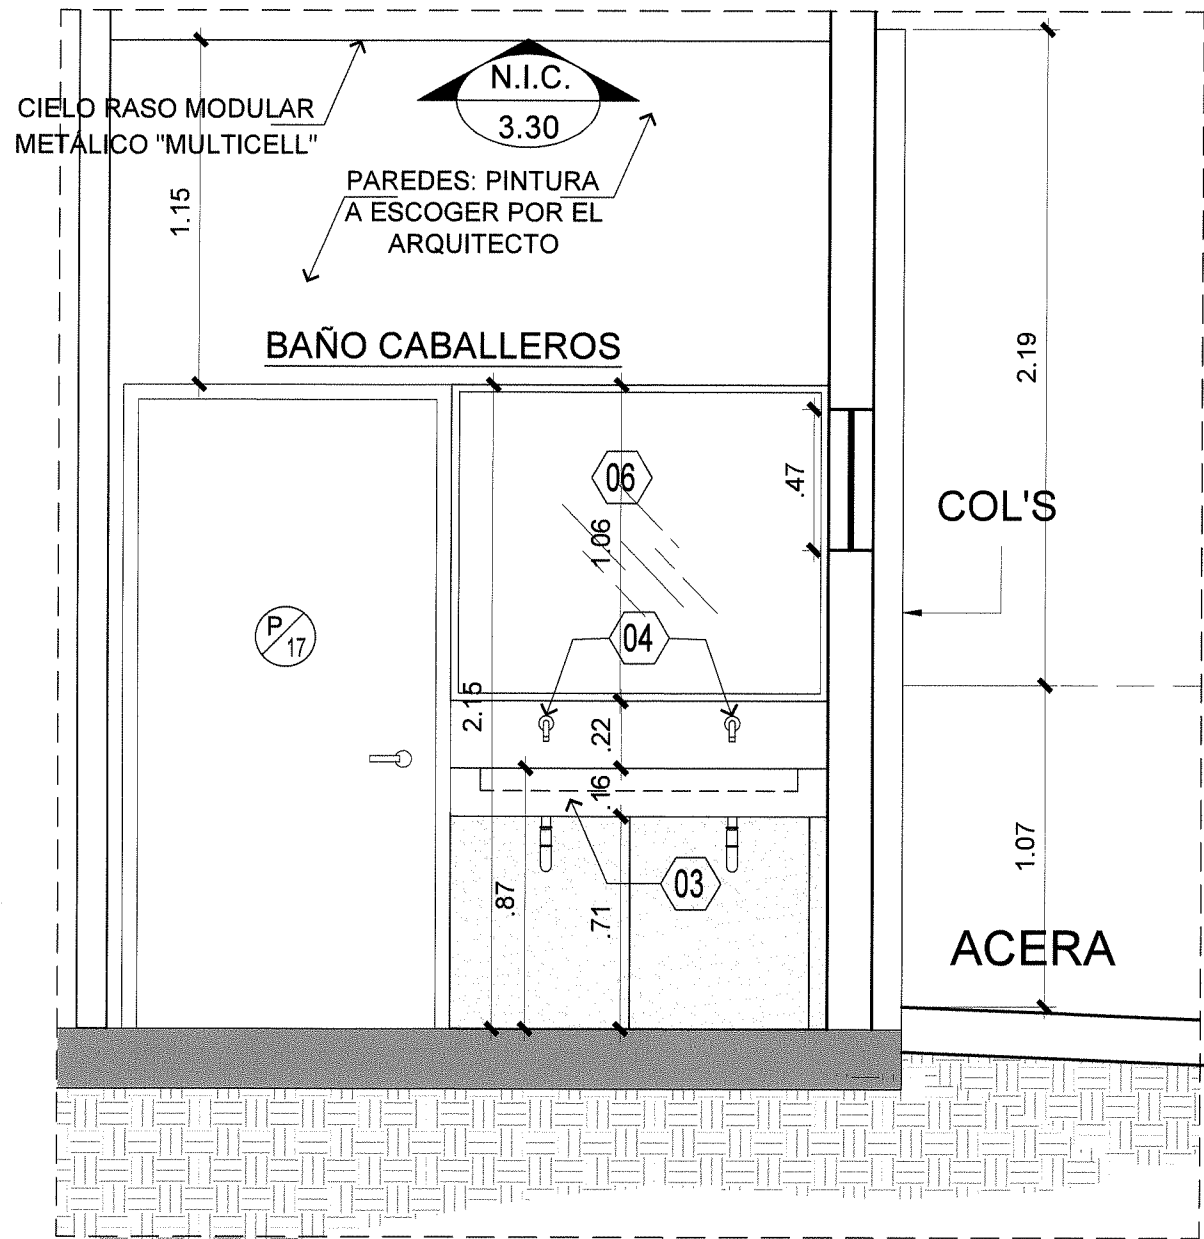 N.I.C.
3.30
CIELO RASO MODULAR
METÁLICO "MULTICELL"
PAREDES: PINTURA
A ESCOGER POR EL
ARQUITECTO
1.15
BAÑO CABALLEROS
2.19
06
.47
1.06
COL'S
P
17
04
2.15
.22
.16
03
.87
.71
1.07
ACERA